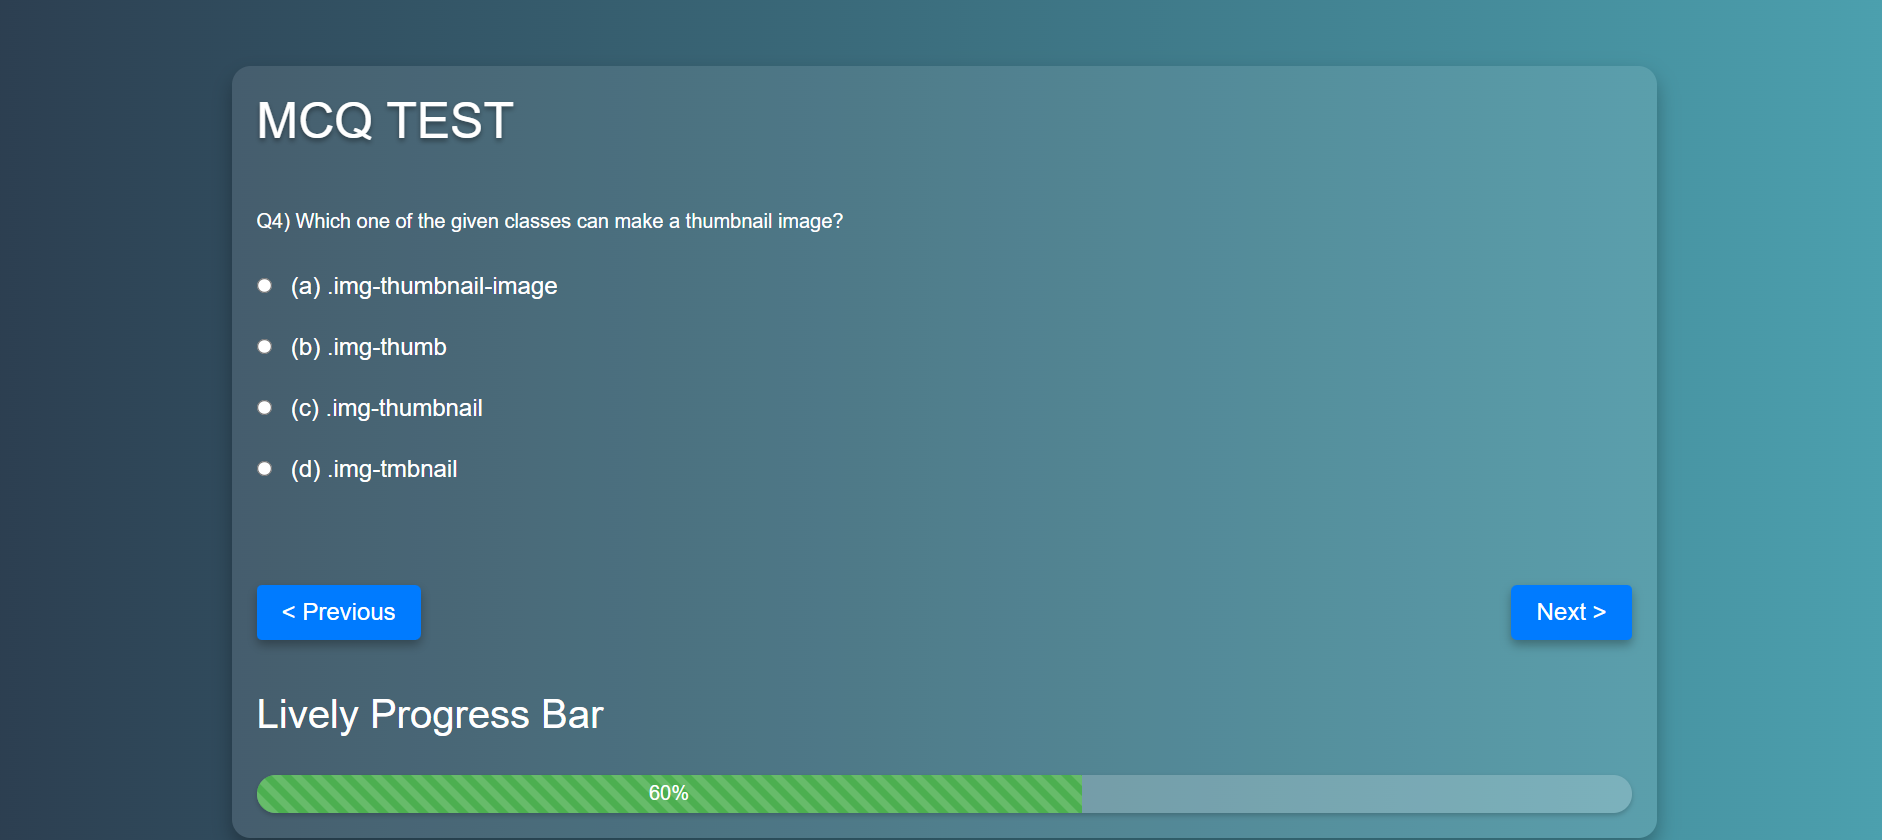 MCQ TEST
Q4) Which one of the given classes can make a thumbnail image?
(a) .img-thumbnail-image
(b) .img-thumb
(c) .img-thumbnail
(d) .img-tmbnail
< Previous
Next >
Lively Progress Bar
60%